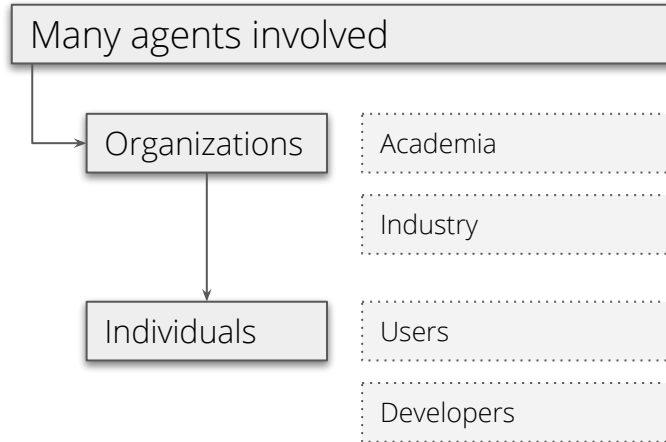 Many agents involved
Organizations
Academia
Industry
Individuals
Users
Developers